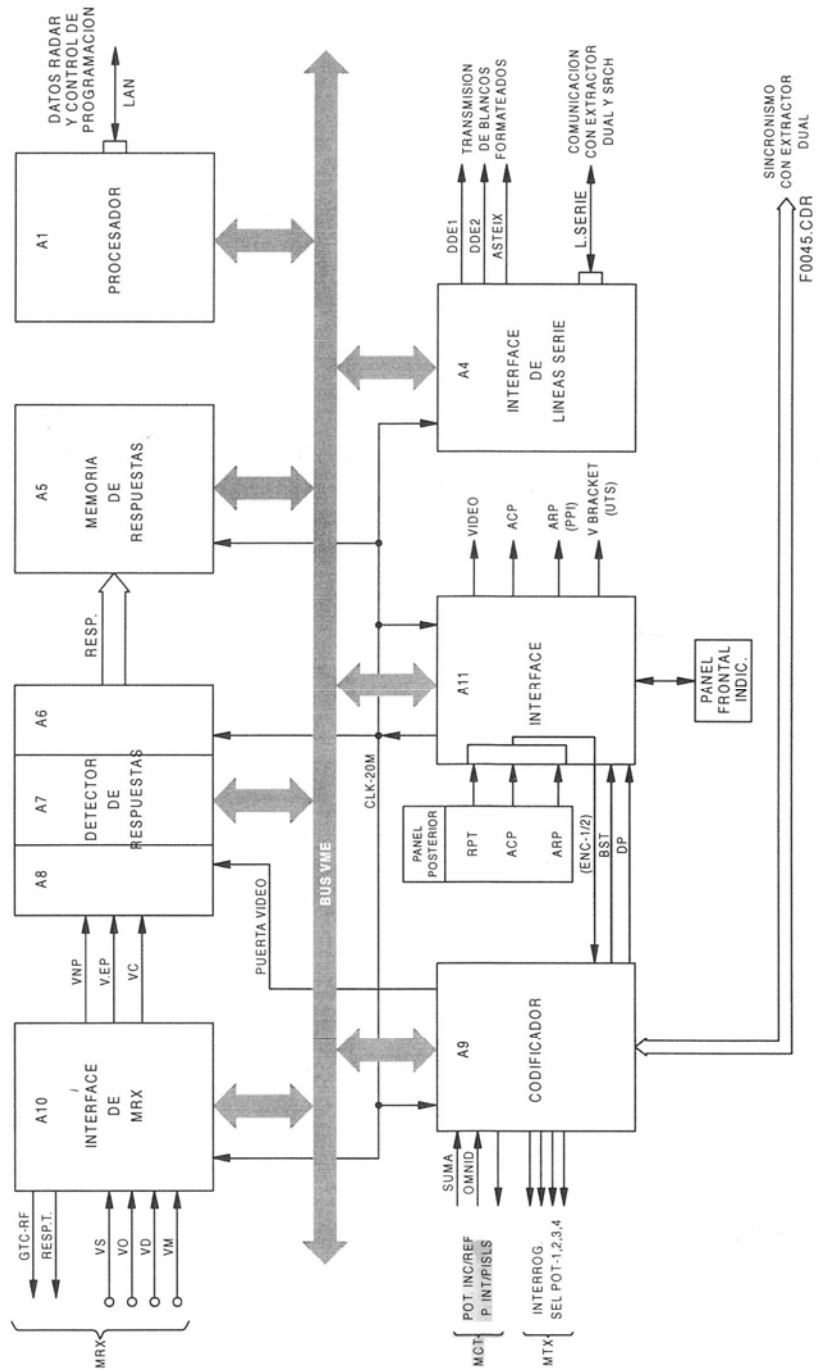 MRX
GTC-RF
RESP.T.
VS
VO
VD
VM
A10
INTERFACE
DE
MRX
VNP
V.EP
VC
A8
A7
A6
DETECTOR
DE
RESPUESTAS
RESP.
A5
MEMORIA
DE
RESPUESTAS
A1
PROCESADOR
DATOS RADAR
Y CONTROL DE
PROGRAMACION
LAN
PUERTA VIDEO
BUS VME
CLK-20M
MCT
POT. INC/REF
P. INT/PISLS
MTX
INTERROG.
SEL POT-1,2,3,4
SUMA
OMNID
A9
CODIFICADOR
PANEL
POSTERIOR
RPT
ACP
ARP
(ENC-1/2)
BST
DP
A11
INTERFACE
PANEL
FRONTAL
INDIC.
VIDEO
ACP
ARP
(PPI)
V BRACKET
(UTS)
A4
INTERFACE
DE
LINEAS SERIE
DDE1
DDE2
ASTEIX
TRANSMISION
DE BLANCOS
FORMATEADOS
L.SERIE
COMUNICACION
CON EXTRACTOR
DUAL Y SRCH
SINCRONISMO
CON EXTRACTOR
DUAL
F0045.CDR